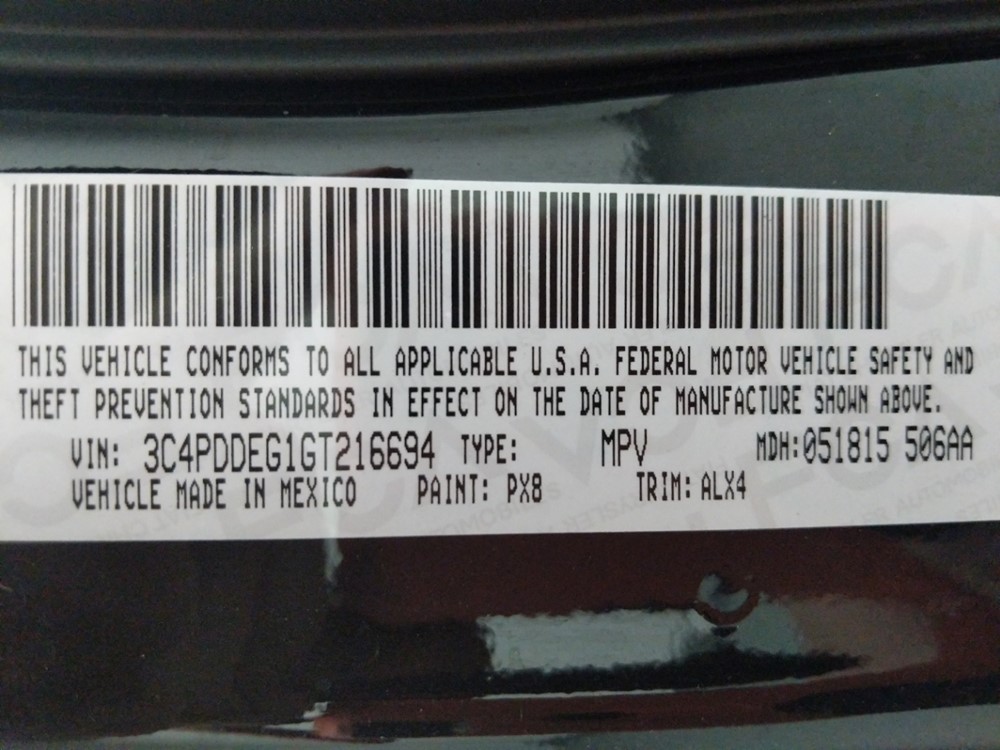 THIS VEHICLE CONFORMS TO ALL APPLICABLE U.S.A. FEDERAL MOTOR VEHICLE SAFETY AND
THEFT PREVENTION STANDARDS IN EFFECT ON THE DATE OF MANUFACTURE SHOWN ABOVE.
VIN: 3C4PDDEG1GT216694 TYPE: MPV MDH:051815 506AA
VEHICLE MADE IN MEXICO PAINT: PX8 TRIM: ALX4